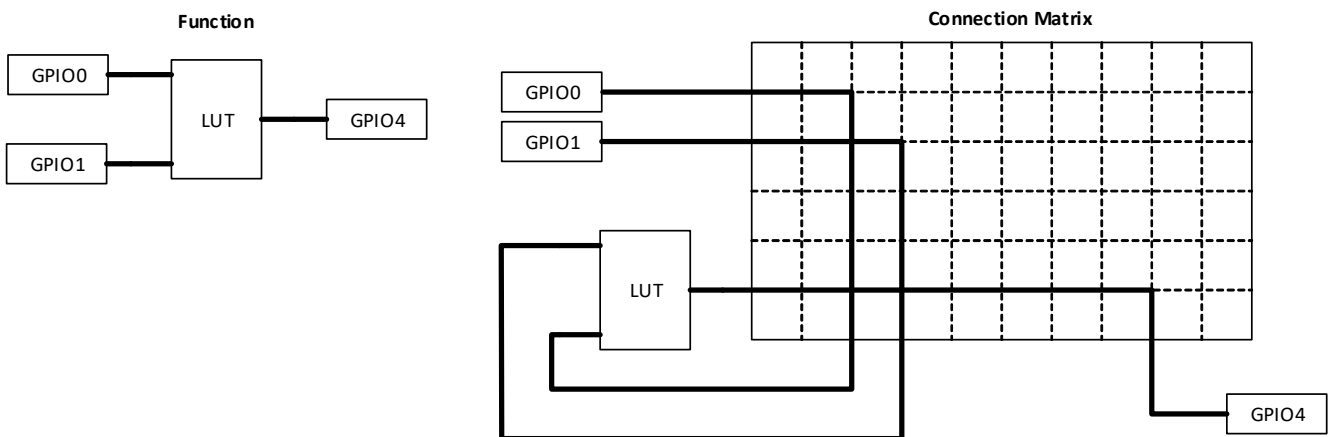 Function
GPIO0
LUT
GPIO4
GPIO1
Connection Matrix
GPIO0
GPIO1
LUT
GPIO4